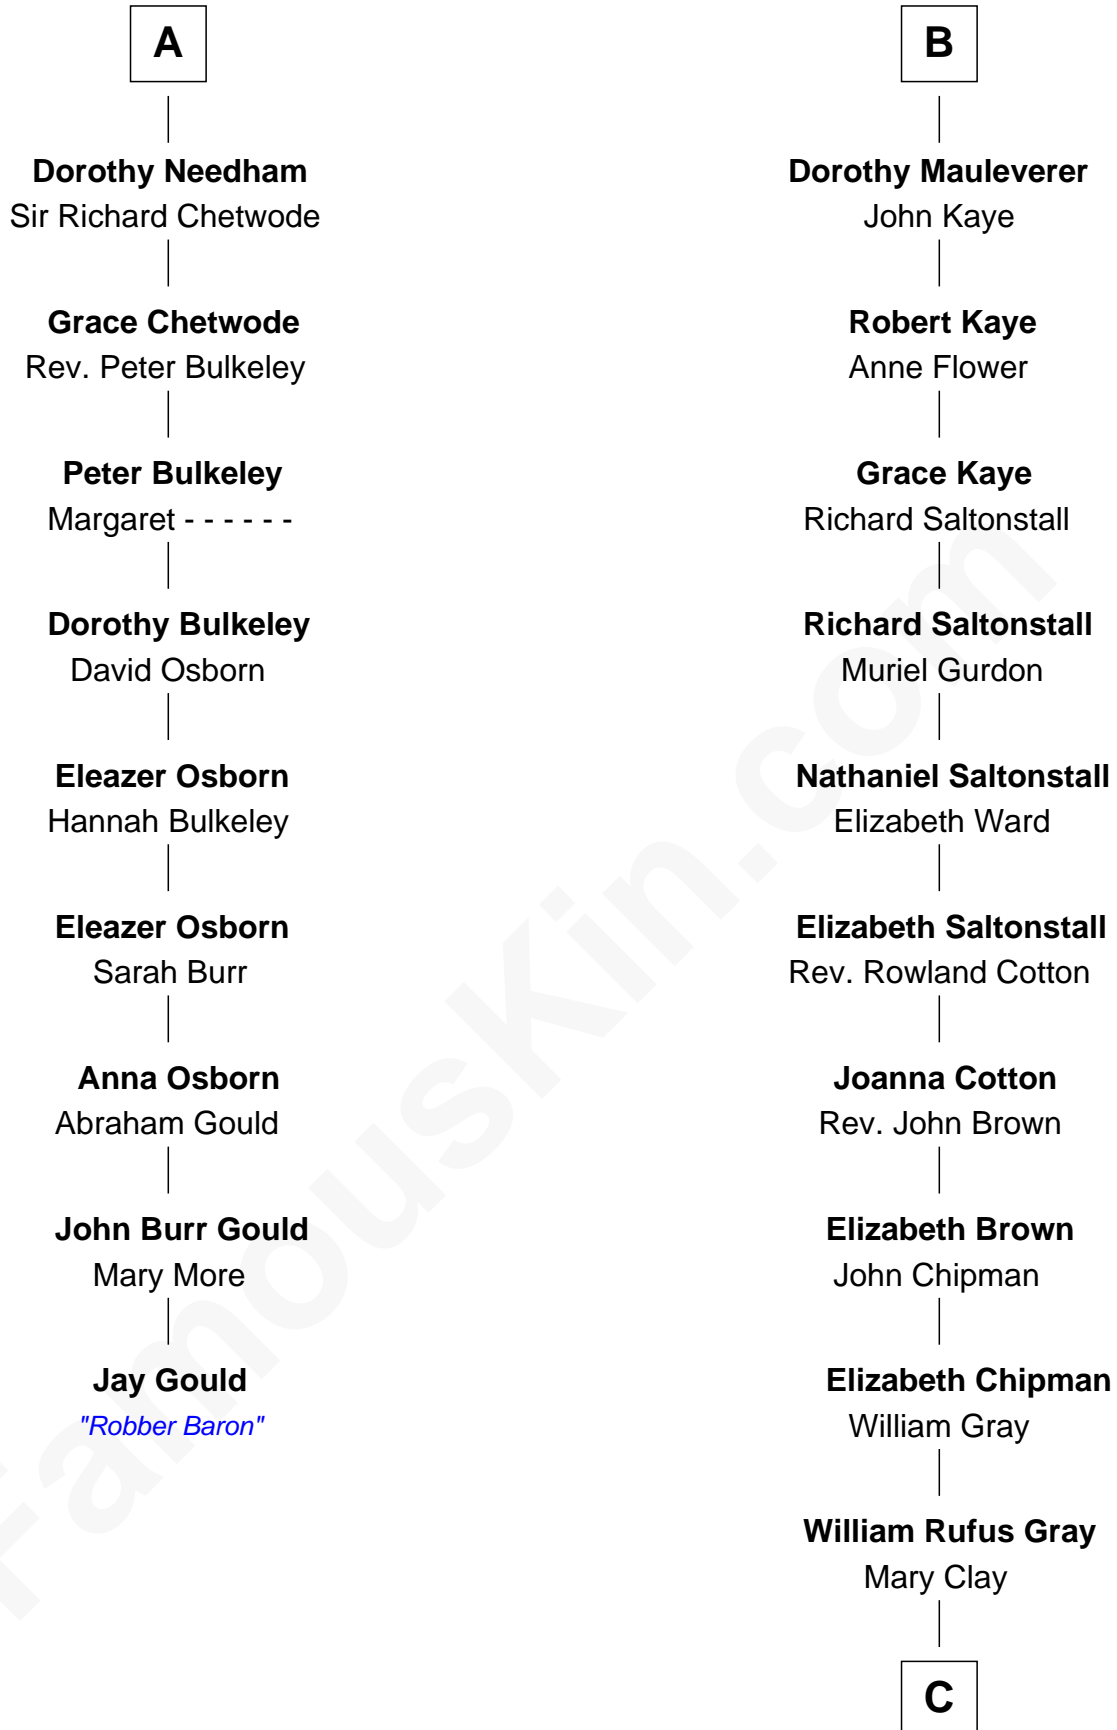 A
Dorothy Needham
Sir Richard Chetwode
Grace Chetwode
Rev. Peter Bulkeley
Peter Bulkeley
Margaret - - - - - -
Dorothy Bulkeley
David Osborn
Eleazer Osborn
Hannah Bulkeley
Eleazer Osborn
Sarah Burr
Anna Osborn
Abraham Gould
John Burr Gould
Mary More
Jay Gould
"Robber Baron"
B
Dorothy Mauleverer
John Kaye
Robert Kaye
Anne Flower
Grace Kaye
Richard Saltonstall
Richard Saltonstall
Muriel Gurdon
Nathaniel Saltonstall
Elizabeth Ward
Elizabeth Saltonstall
Rev. Rowland Cotton
Joanna Cotton
Rev. John Brown
Elizabeth Brown
John Chipman
Elizabeth Chipman
William Gray
William Rufus Gray
Mary Clay
C
FamousKin.com